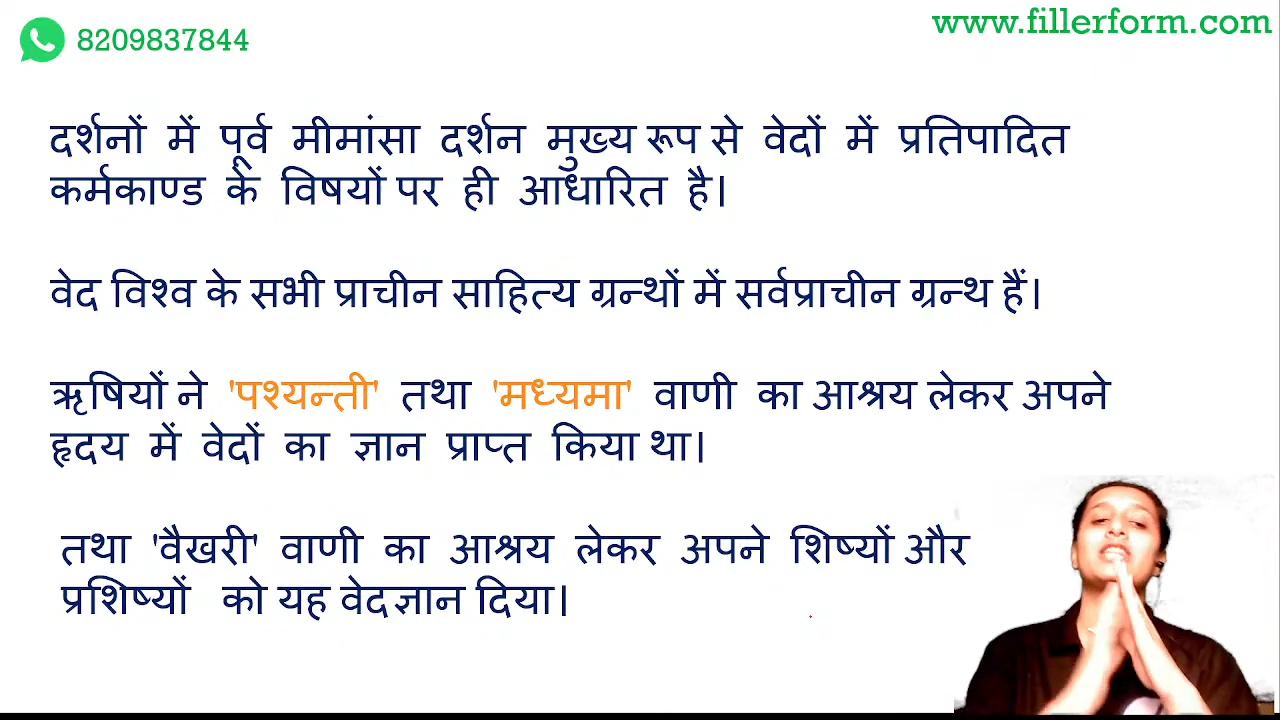 8209837844
www.fillerform.com
दर्शनों में पूर्व मीमांसा दर्शन मुख्य रूप से वेदों में प्रतिपादित
कर्मकाण्ड के विषयों पर ही आधारित है।
वेद विश्व के सभी प्राचीन साहित्य ग्रन्थों में सर्वप्राचीन ग्रन्थ हैं।
ऋषियों ने 'पश्यन्ती' तथा 'मध्यमा' वाणी का आश्रय लेकर अपने
हृदय में वेदों का ज्ञान प्राप्त किया था।
तथा 'वैखरी' वाणी का आश्रय लेकर अपने शिष्यों और
प्रशिष्यों को यह वेदज्ञान दिया।